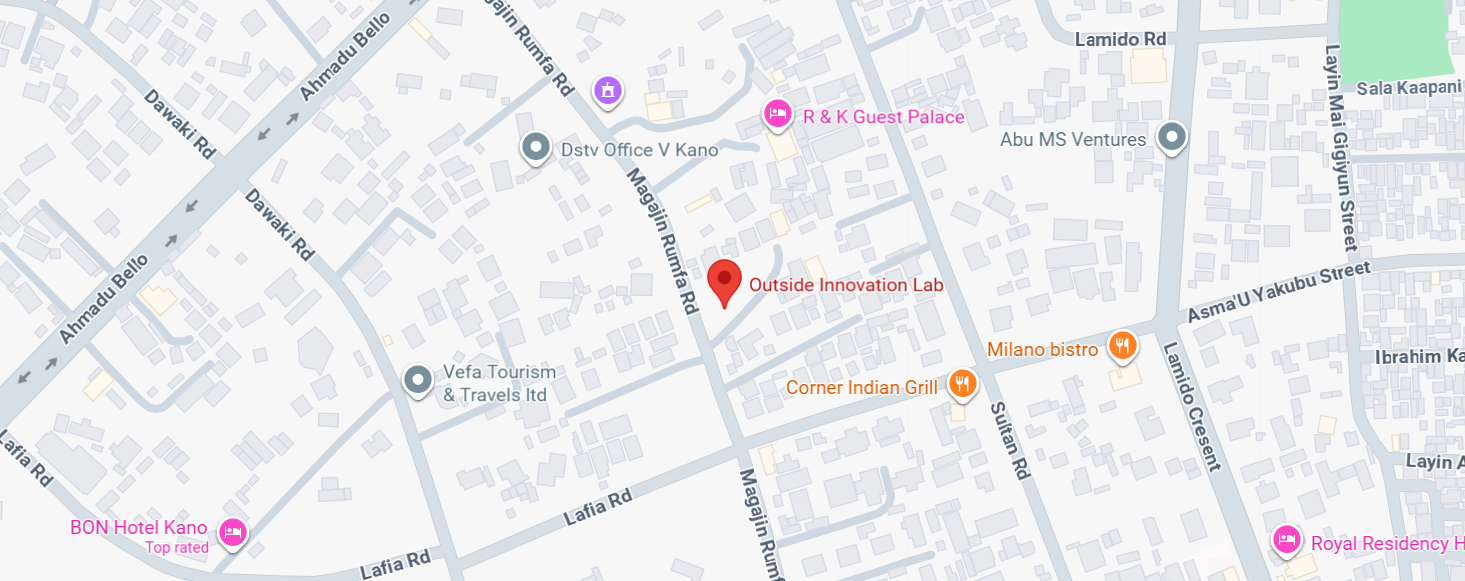 Ahmadu Bello
agajin Rumfa Rd
Lamido Rd
Layin Mai Gigiyun Street
Sala Kaapani
Dawaki Rd
R & K Guest Palace
Abu MS Ventures
Dstv Office V Kano
Magajin Rumfa Rd
Dawaki Rd
Ahmadu Bello
Outside Innovation Lab
Asma'U Yakubu Street
Milano bistro
Ibrahim Ka
Vefa Tourism
& Travels ltd
Corner Indian Grill
Sultan Rd
Lamido Cresent
Lafia Rd
Layin A
Lafia Rd
Magajin Rumf
BON Hotel Kano
Top rated
Lafia Rd
Royal Residency H